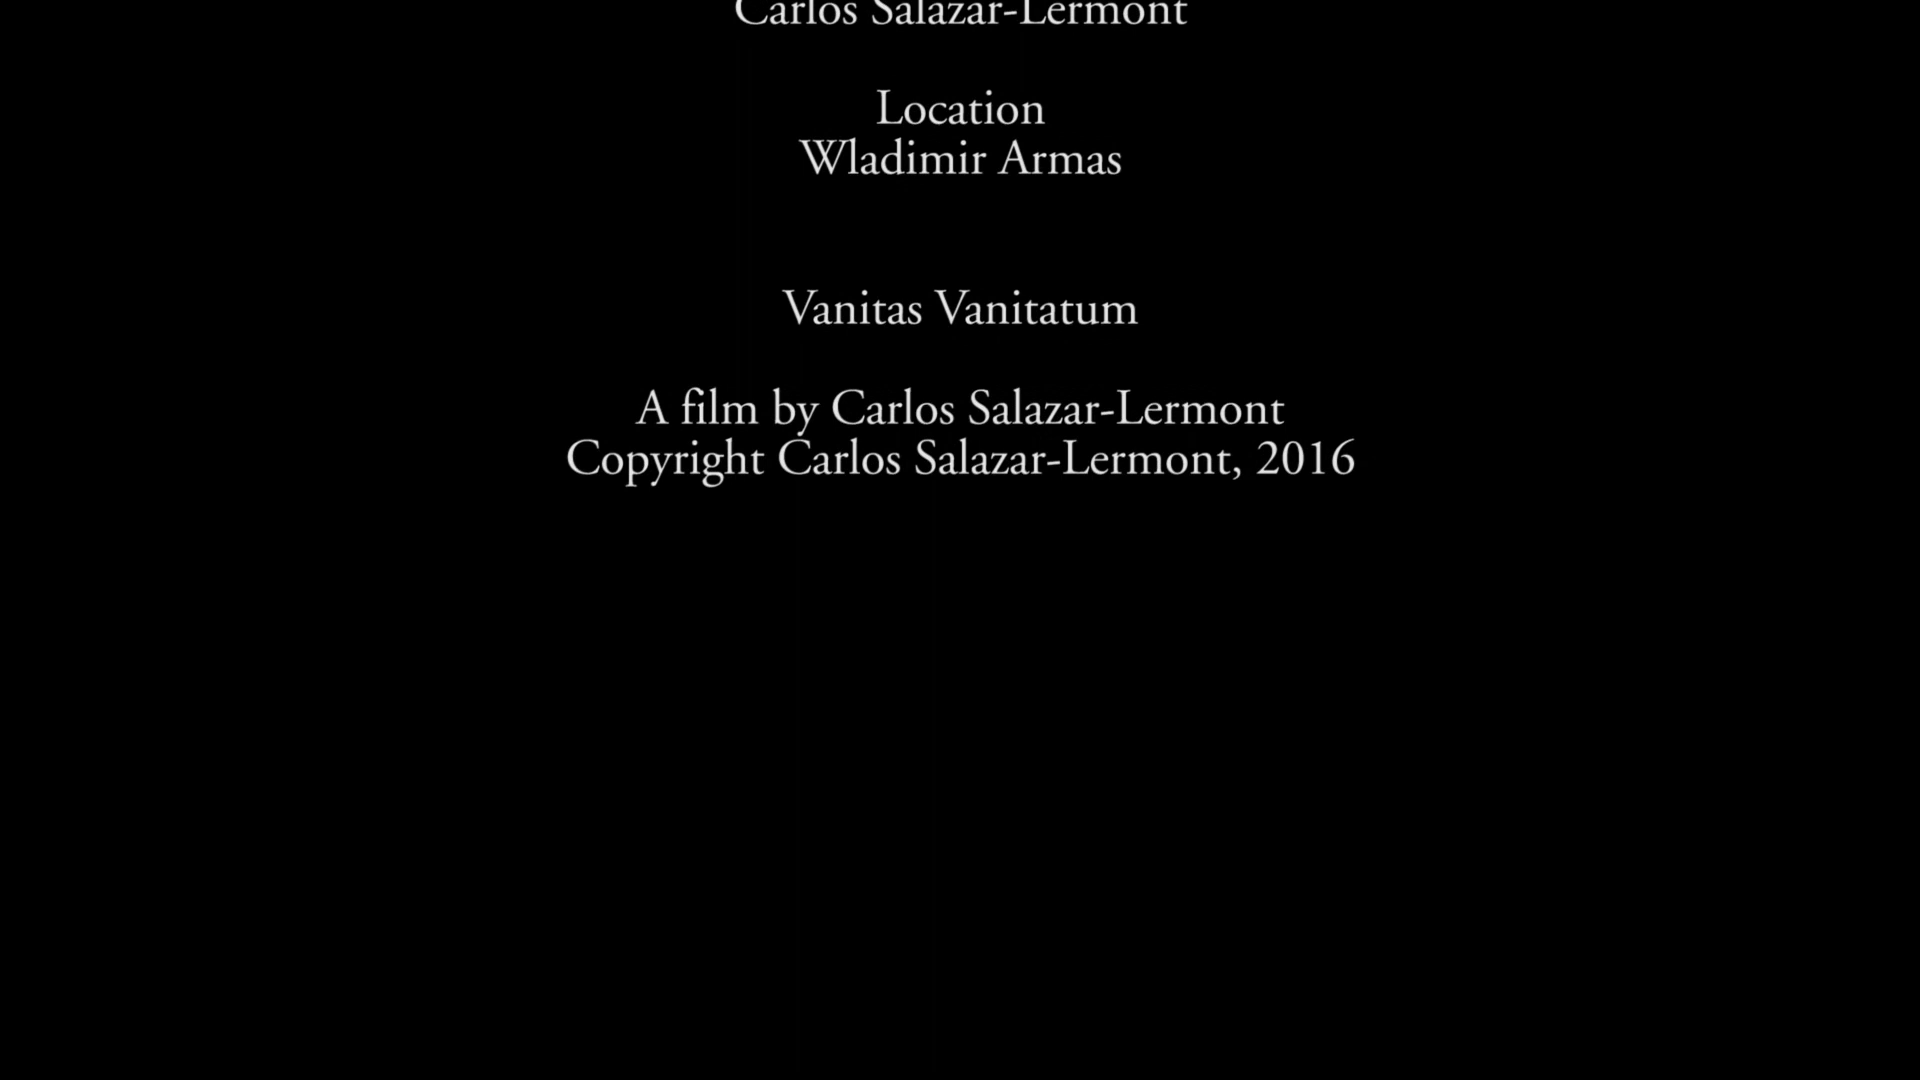 Carlos Salazar-Lermont
Location
Wladimir Armas
Vanitas Vanitatum
A film by Carlos Salazar-Lermont
Copyright Carlos Salazar-Lermont, 2016